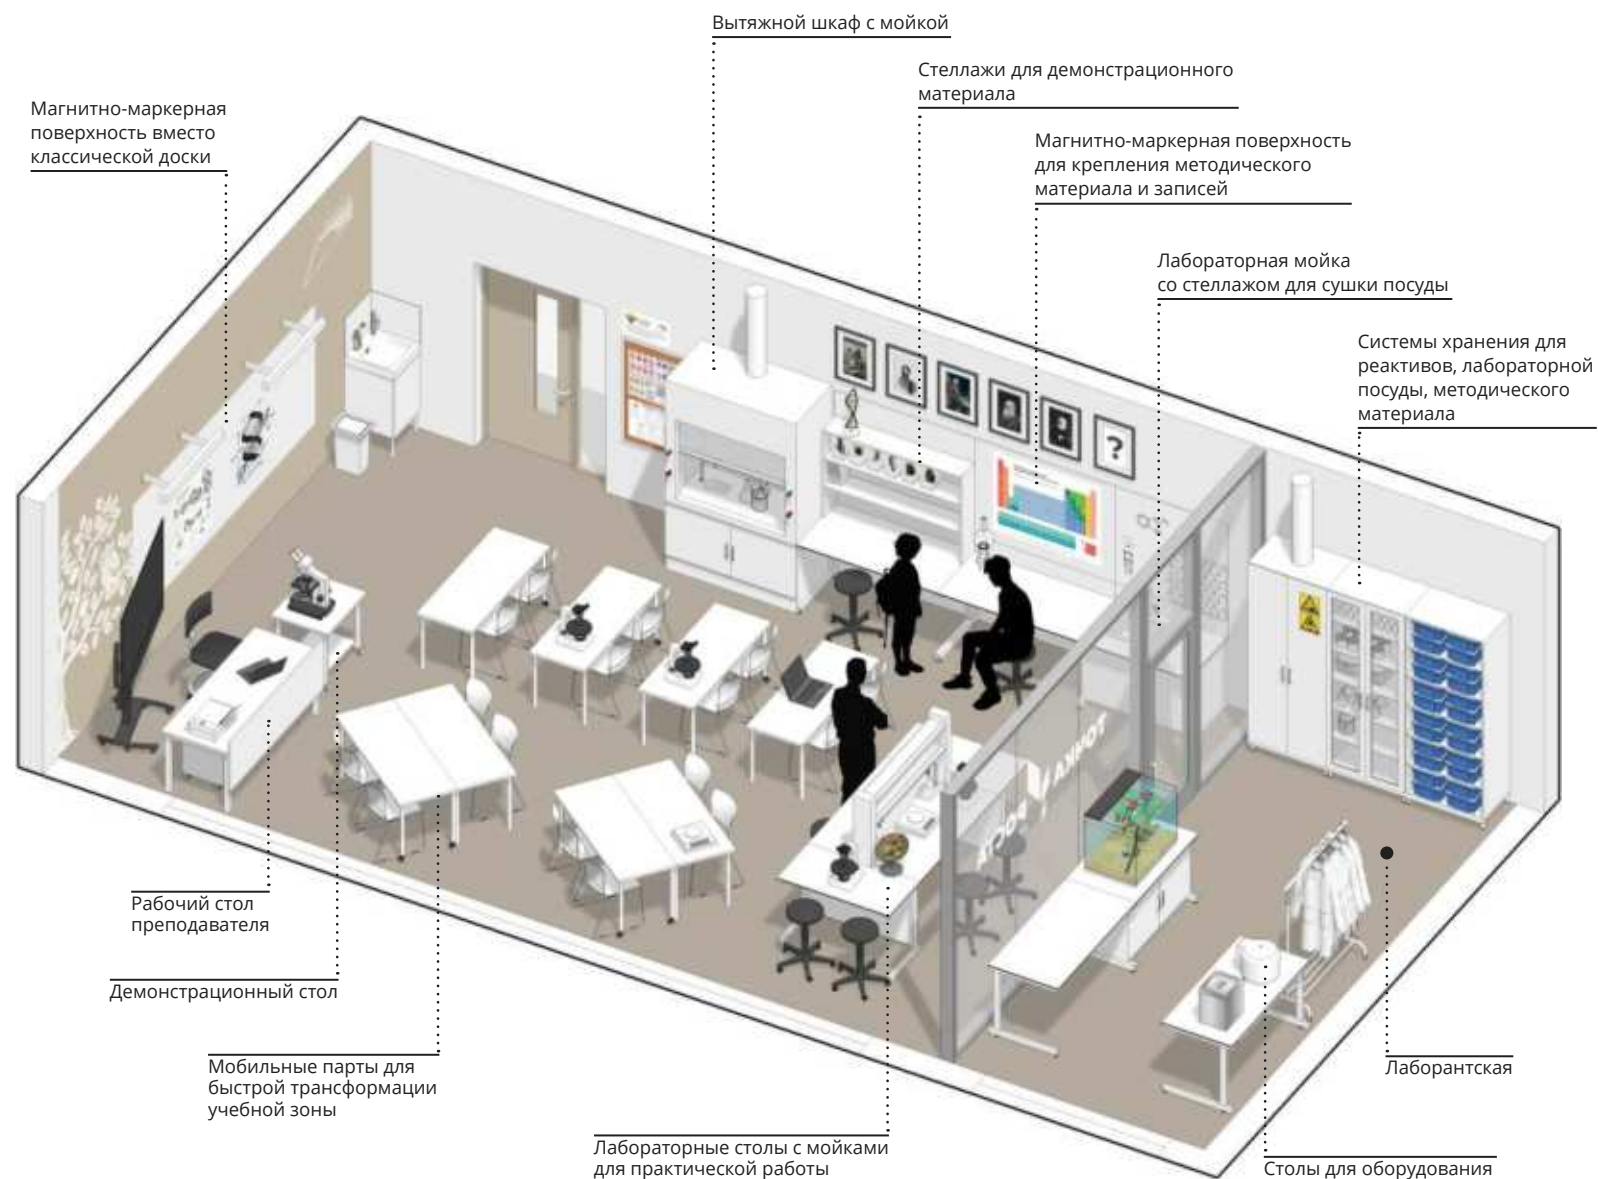 Вытяжной шкаф с мойкой
Стеллажи для демонстрационного
материала
Магнитно-маркерная
поверхность вместо
классической доски
Магнитно-маркерная поверхность
для крепления методического
материала и записей
Лабораторная мойка
со стеллажом для сушки посуды
Системы хранения для
реактивов, лабораторной
посуды, методического
материала
?
Рабочий стол
преподавателя
Демонстрационный стол
Мобильные парты для
быстрой трансформации
учебной зоны
Лабораторные столы с мойками
для практической работы
Лаборантская
Столы для оборудования